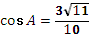 cos A = 3√11/10